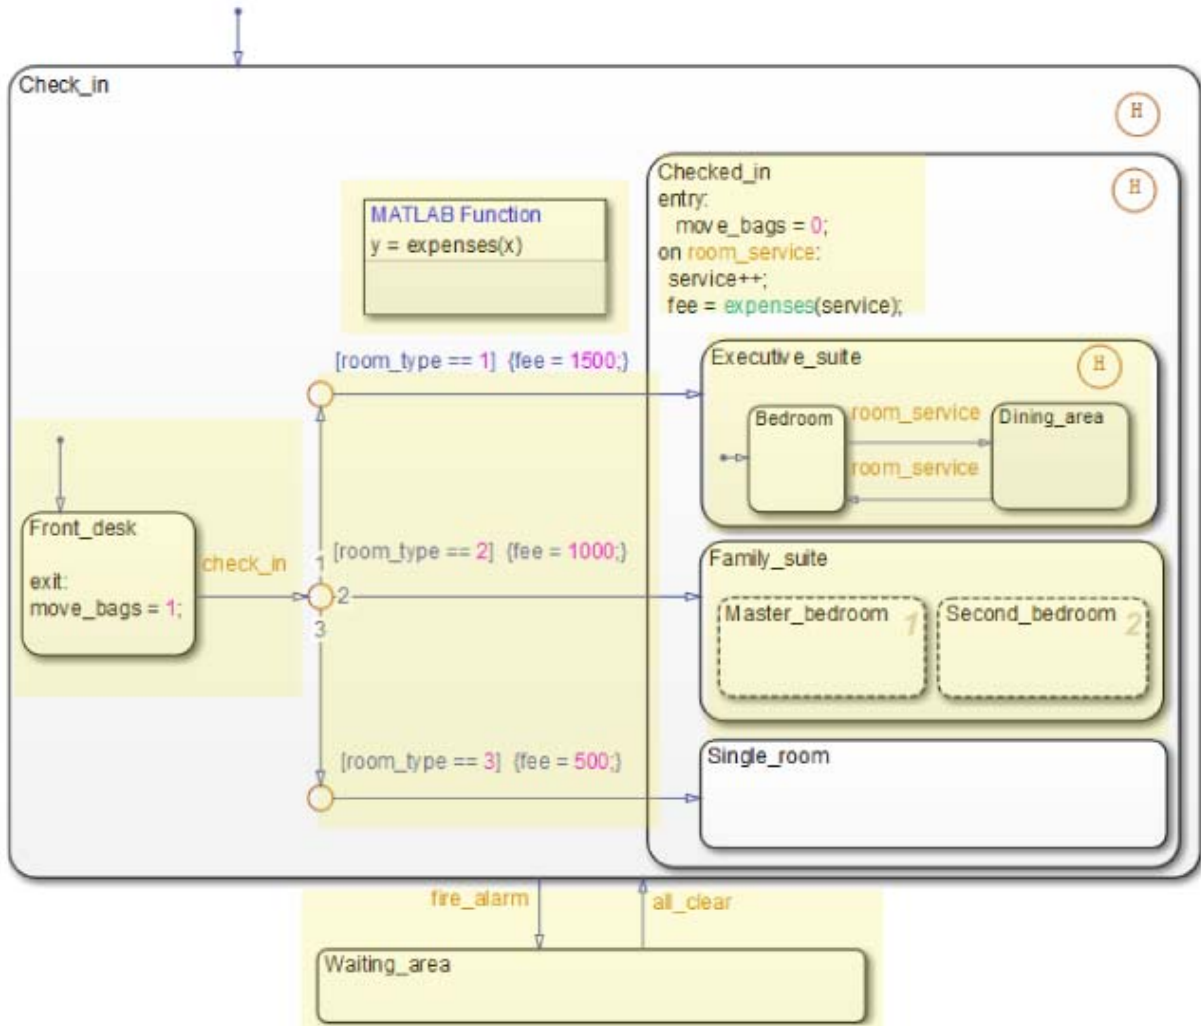 Check_in
H
Checked_in
H
entry:
move_bags = 0;
on room_service:
service++;
fee = expenses(service);
MATLAB Function
y = expenses(x)
[room_type == 1] {fee = 1500;}
Executive_suite
H
Bedroom
room_service
Dining_area
room_service
Front_desk
exit:
move_bags = 1;
check_in
1
2
3
[room_type == 2] {fee = 1000;}
Family_suite
Master_bedroom 1
Second_bedroom 2
[room_type == 3] {fee = 500;}
Single_room
fire_alarm
all_clear
Waiting_area